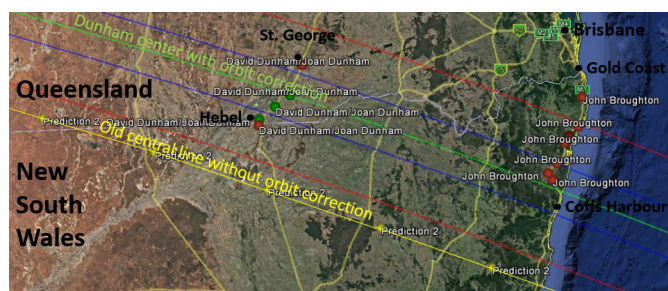 St. George
Brisbane
David Dunham/Joan Dunham
Dunham center with orbit correction
Gold Coast
Queensland
David Dunham/Joan Dunham
John Broughton
David Dunham/Joan Dunham
Hebel
David Dunham/Joan Dunham
David Dunham/Joan Dunham
Prediction 2
John Broughton
Old central line without orbit correction
Prediction 2
John Broughton
New
South
Wales
John Broughton
John Broughton
Prediction 2
Coffs Harbour
Prediction 2
Prediction 2